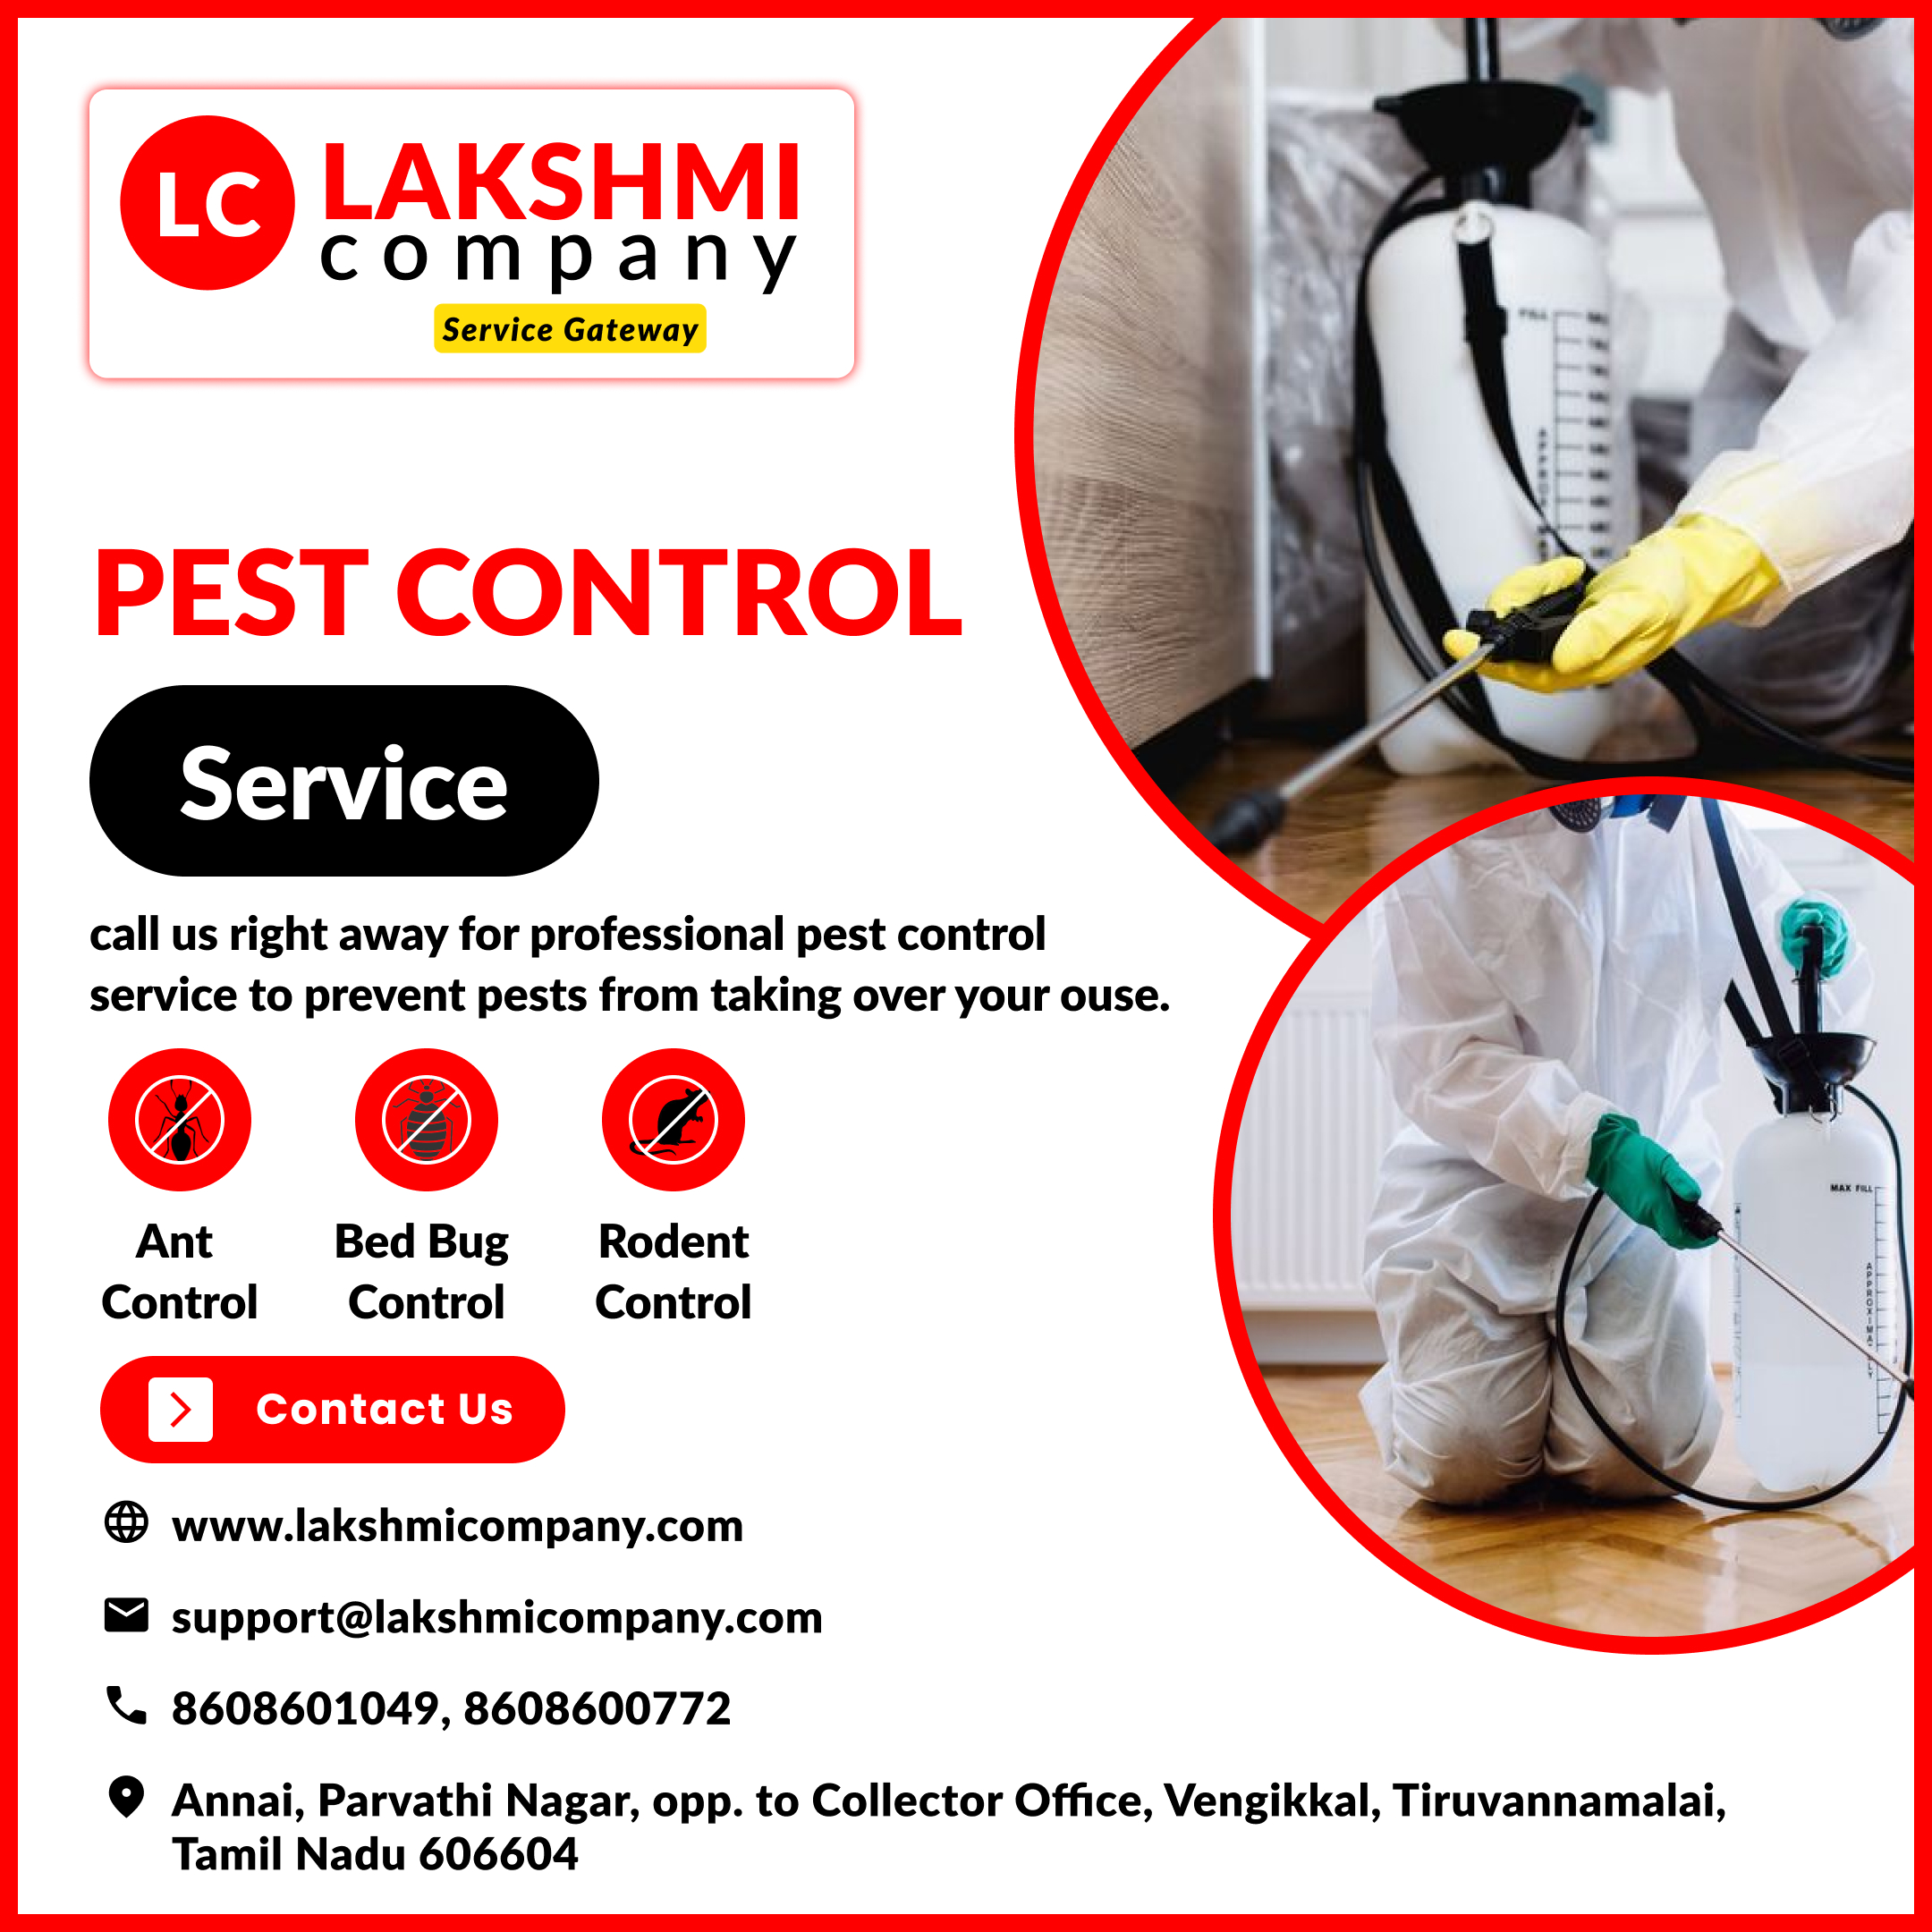 LC
LAKSHMI
company
Service Gateway
PEST CONTROL
Service
call us right away for professional pest control
service to prevent pests from taking over your ouse.
Ant
Control
Bed Bug
Control
Rodent
Control
Contact Us
www.lakshmicompany.com
support@lakshmicompany.com
8608601049, 8608600772
Annai, Parvathi Nagar, opp. to Collector Office, Vengikkal, Tiruvannamalai,
Tamil Nadu 606604
FILL
MAX FILL
APPROXIMATELY